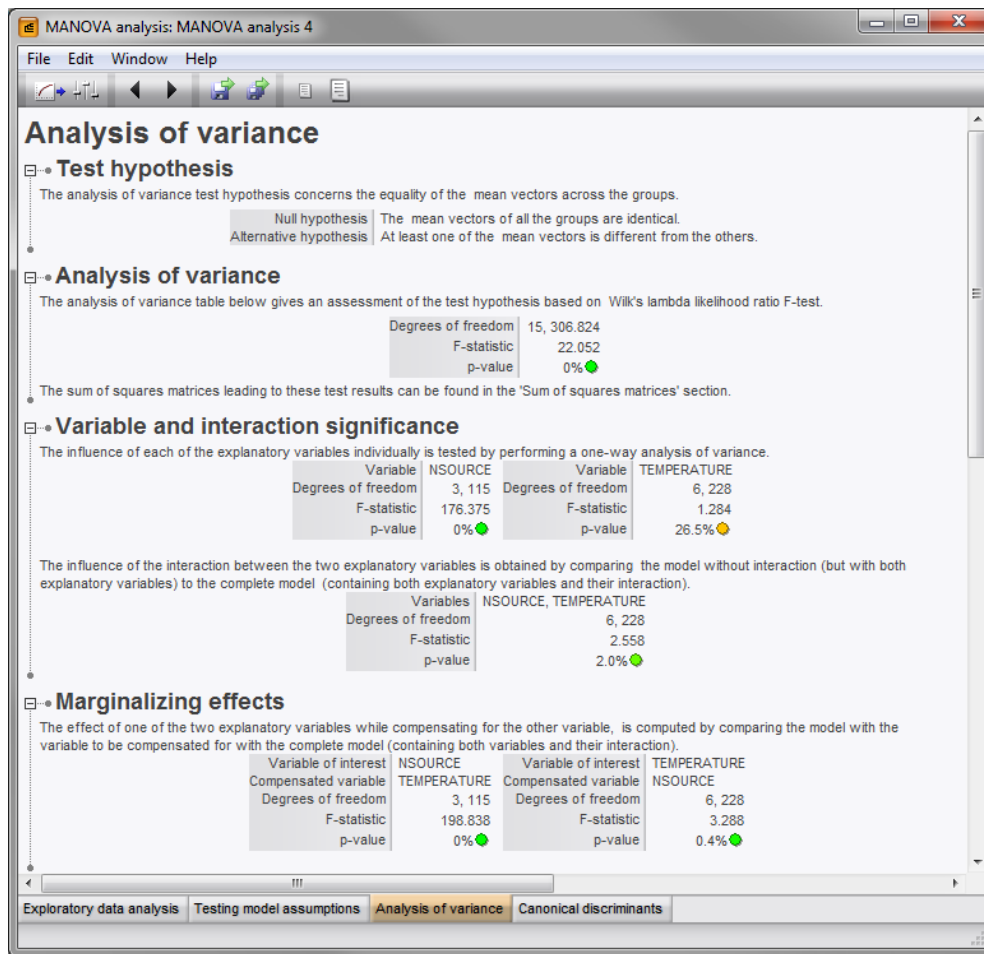 MANOVA analysis: MANOVA analysis 4
File Edit Window Help
Analysis of variance
Test hypothesis
The analysis of variance test hypothesis concerns the equality of the mean vectors across the groups.
Null hypothesis The mean vectors of all the groups are identical.
Alternative hypothesis At least one of the mean vectors is different from the others.
Analysis of variance
The analysis of variance table below gives an assessment of the test hypothesis based on Wilk's lambda likelihood ratio F-test.
Degrees of freedom 15, 306.824
F-statistic 22.052
p-value 0%
The sum of squares matrices leading to these test results can be found in the 'Sum of squares matrices' section.
Variable and interaction significance
The influence of each of the explanatory variables individually is tested by performing a one-way analysis of variance.
Variable NSOURCE Variable TEMPERATURE
Degrees of freedom 3, 115 Degrees of freedom 6, 228
F-statistic 176.375 F-statistic 1.284
p-value 0% p-value 26.5%
The influence of the interaction between the two explanatory variables is obtained by comparing the model without interaction (but with both
explanatory variables) to the complete model (containing both explanatory variables and their interaction).
Variables NSOURCE, TEMPERATURE
Degrees of freedom 6, 228
F-statistic 2.558
p-value 2.0%
Marginalizing effects
The effect of one of the two explanatory variables while compensating for the other variable, is computed by comparing the model with the
variable to be compensated for with the complete model (containing both variables and their interaction).
Variable of interest NSOURCE Variable of interest TEMPERATURE
Compensated variable TEMPERATURE Compensated variable NSOURCE
Degrees of freedom 3, 115 Degrees of freedom 6, 228
F-statistic 198.838 F-statistic 3.288
p-value 0% p-value 0.4%
Exploratory data analysis Testing model assumptions Analysis of variance Canonical discriminants